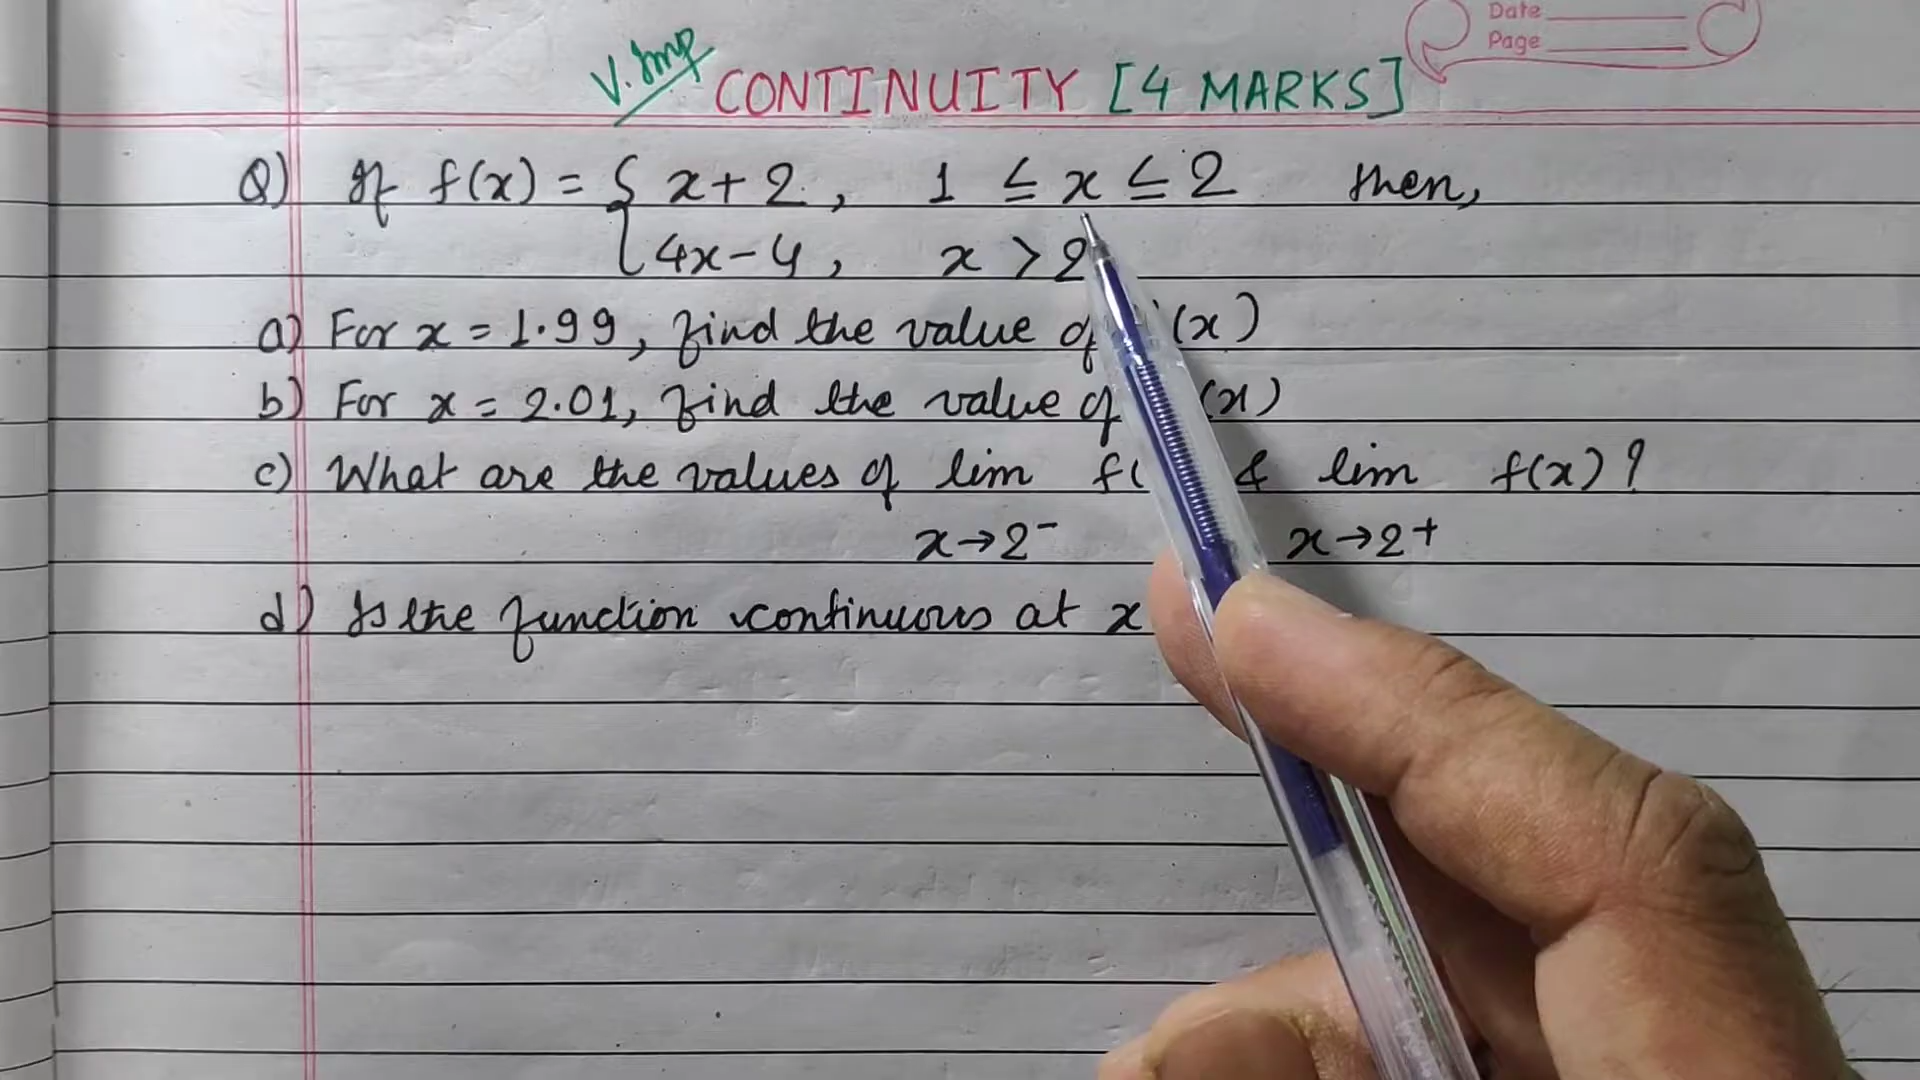 Date
Page
V. Imp CONTINUITY [4 MARKS]
Q) If f(x) = { x+2, 1 ≤ x ≤ 2 then,
4x-4, x > 2
a) For x = 1.99, find the value of (x)
b) For x = 2.01, find the value of (x)
c) What are the values of lim f( & lim f(x)?
x→2⁻ x→2⁺
d) Is the function continuous at x